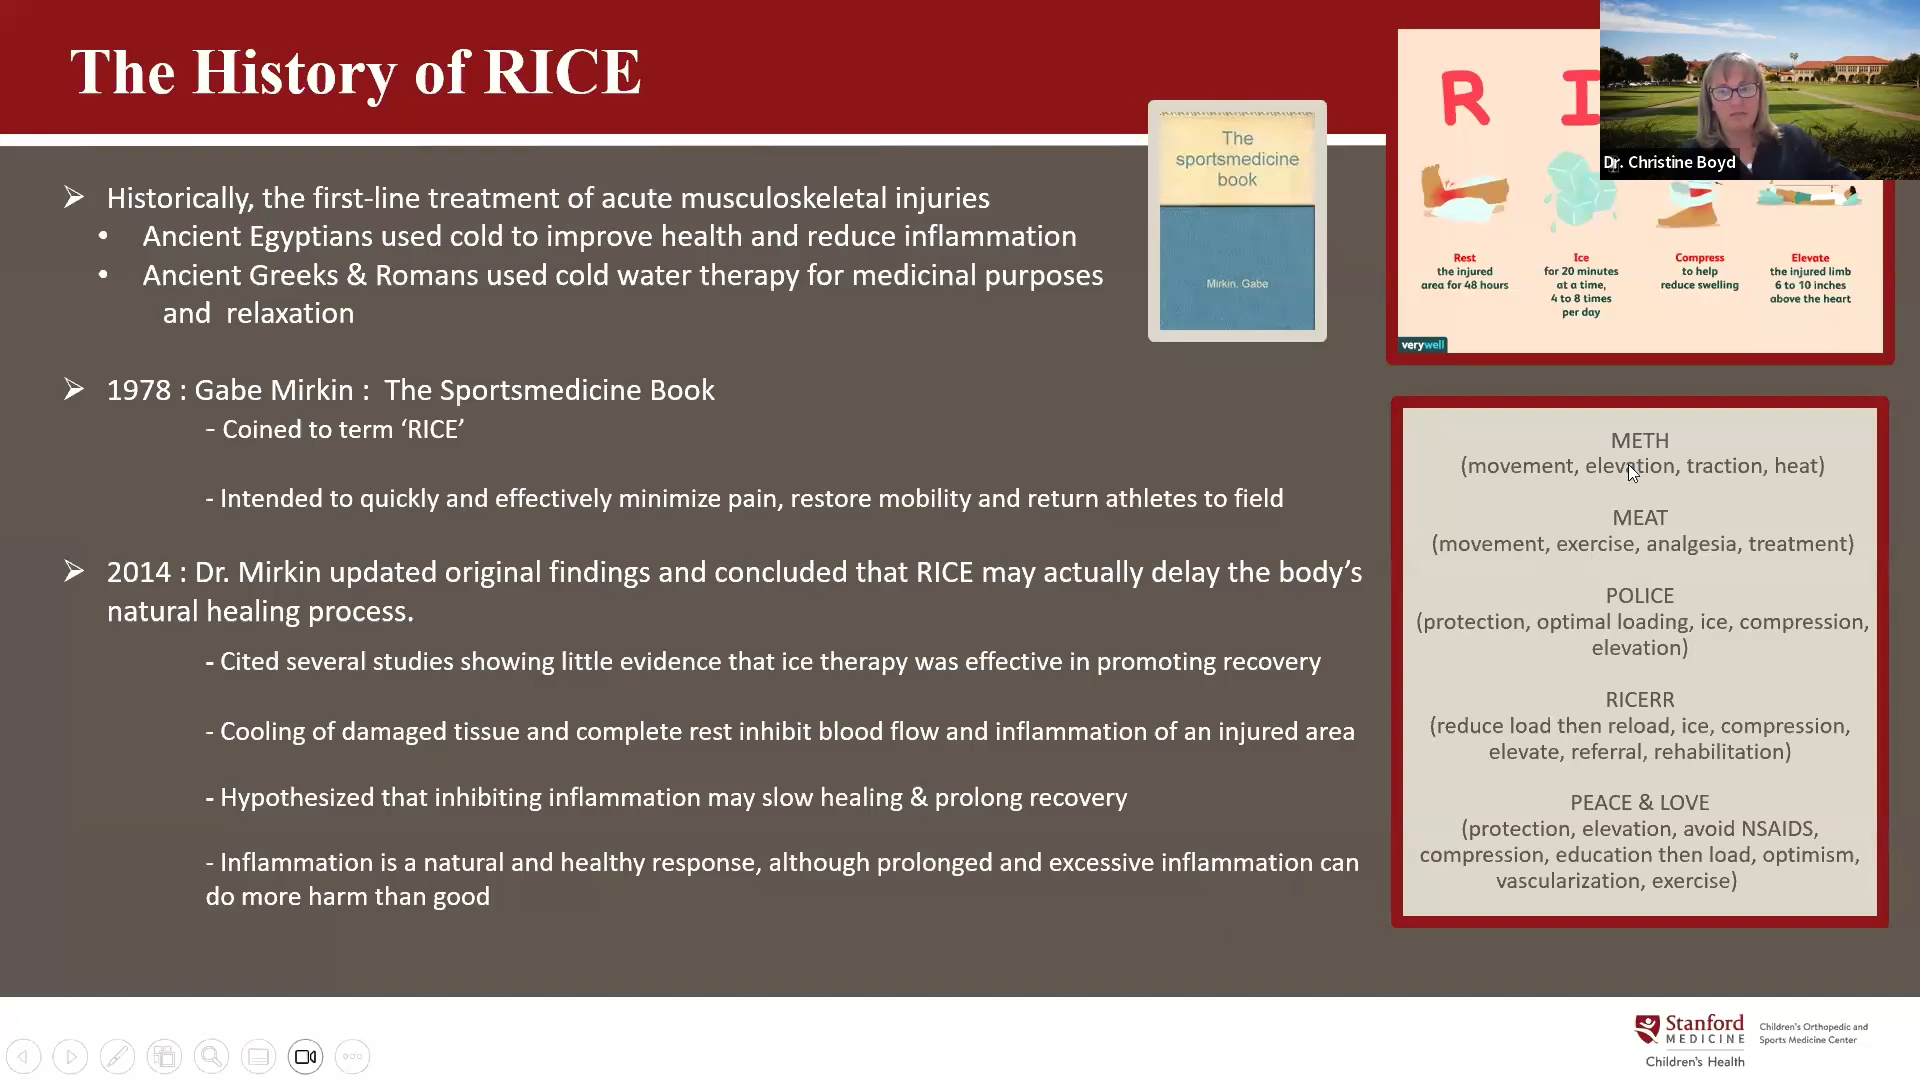 The History of RICE
Historically, the first-line treatment of acute musculoskeletal injuries
Ancient Egyptians used cold to improve health and reduce inflammation
Ancient Greeks & Romans used cold water therapy for medicinal purposes
and relaxation
1978 : Gabe Mirkin : The Sportsmedicine Book
- Coined to term ‘RICE’
- Intended to quickly and effectively minimize pain, restore mobility and return athletes to field
2014 : Dr. Mirkin updated original findings and concluded that RICE may actually delay the body’s
natural healing process.
- Cited several studies showing little evidence that ice therapy was effective in promoting recovery
- Cooling of damaged tissue and complete rest inhibit blood flow and inflammation of an injured area
- Hypothesized that inhibiting inflammation may slow healing & prolong recovery
- Inflammation is a natural and healthy response, although prolonged and excessive inflammation can
do more harm than good
The
sportsmedicine
book
Mirkin, Gabe
R I
Dr. Christine Boyd
Rest
the injured
area for 48 hours
Ice
for 20 minutes
at a time,
4 to 8 times
per day
Compress
to help
reduce swelling
Elevate
the injured limb
6 to 10 inches
above the heart
verywell
METH
(movement, elevation, traction, heat)
MEAT
(movement, exercise, analgesia, treatment)
POLICE
(protection, optimal loading, ice, compression,
elevation)
RICERR
(reduce load then reload, ice, compression,
elevate, referral, rehabilitation)
PEACE & LOVE
(protection, elevation, avoid NSAIDS,
compression, education then load, optimism,
vascularization, exercise)
Stanford
MEDICINE
Children's Health
Children's Orthopedic and
Sports Medicine Center